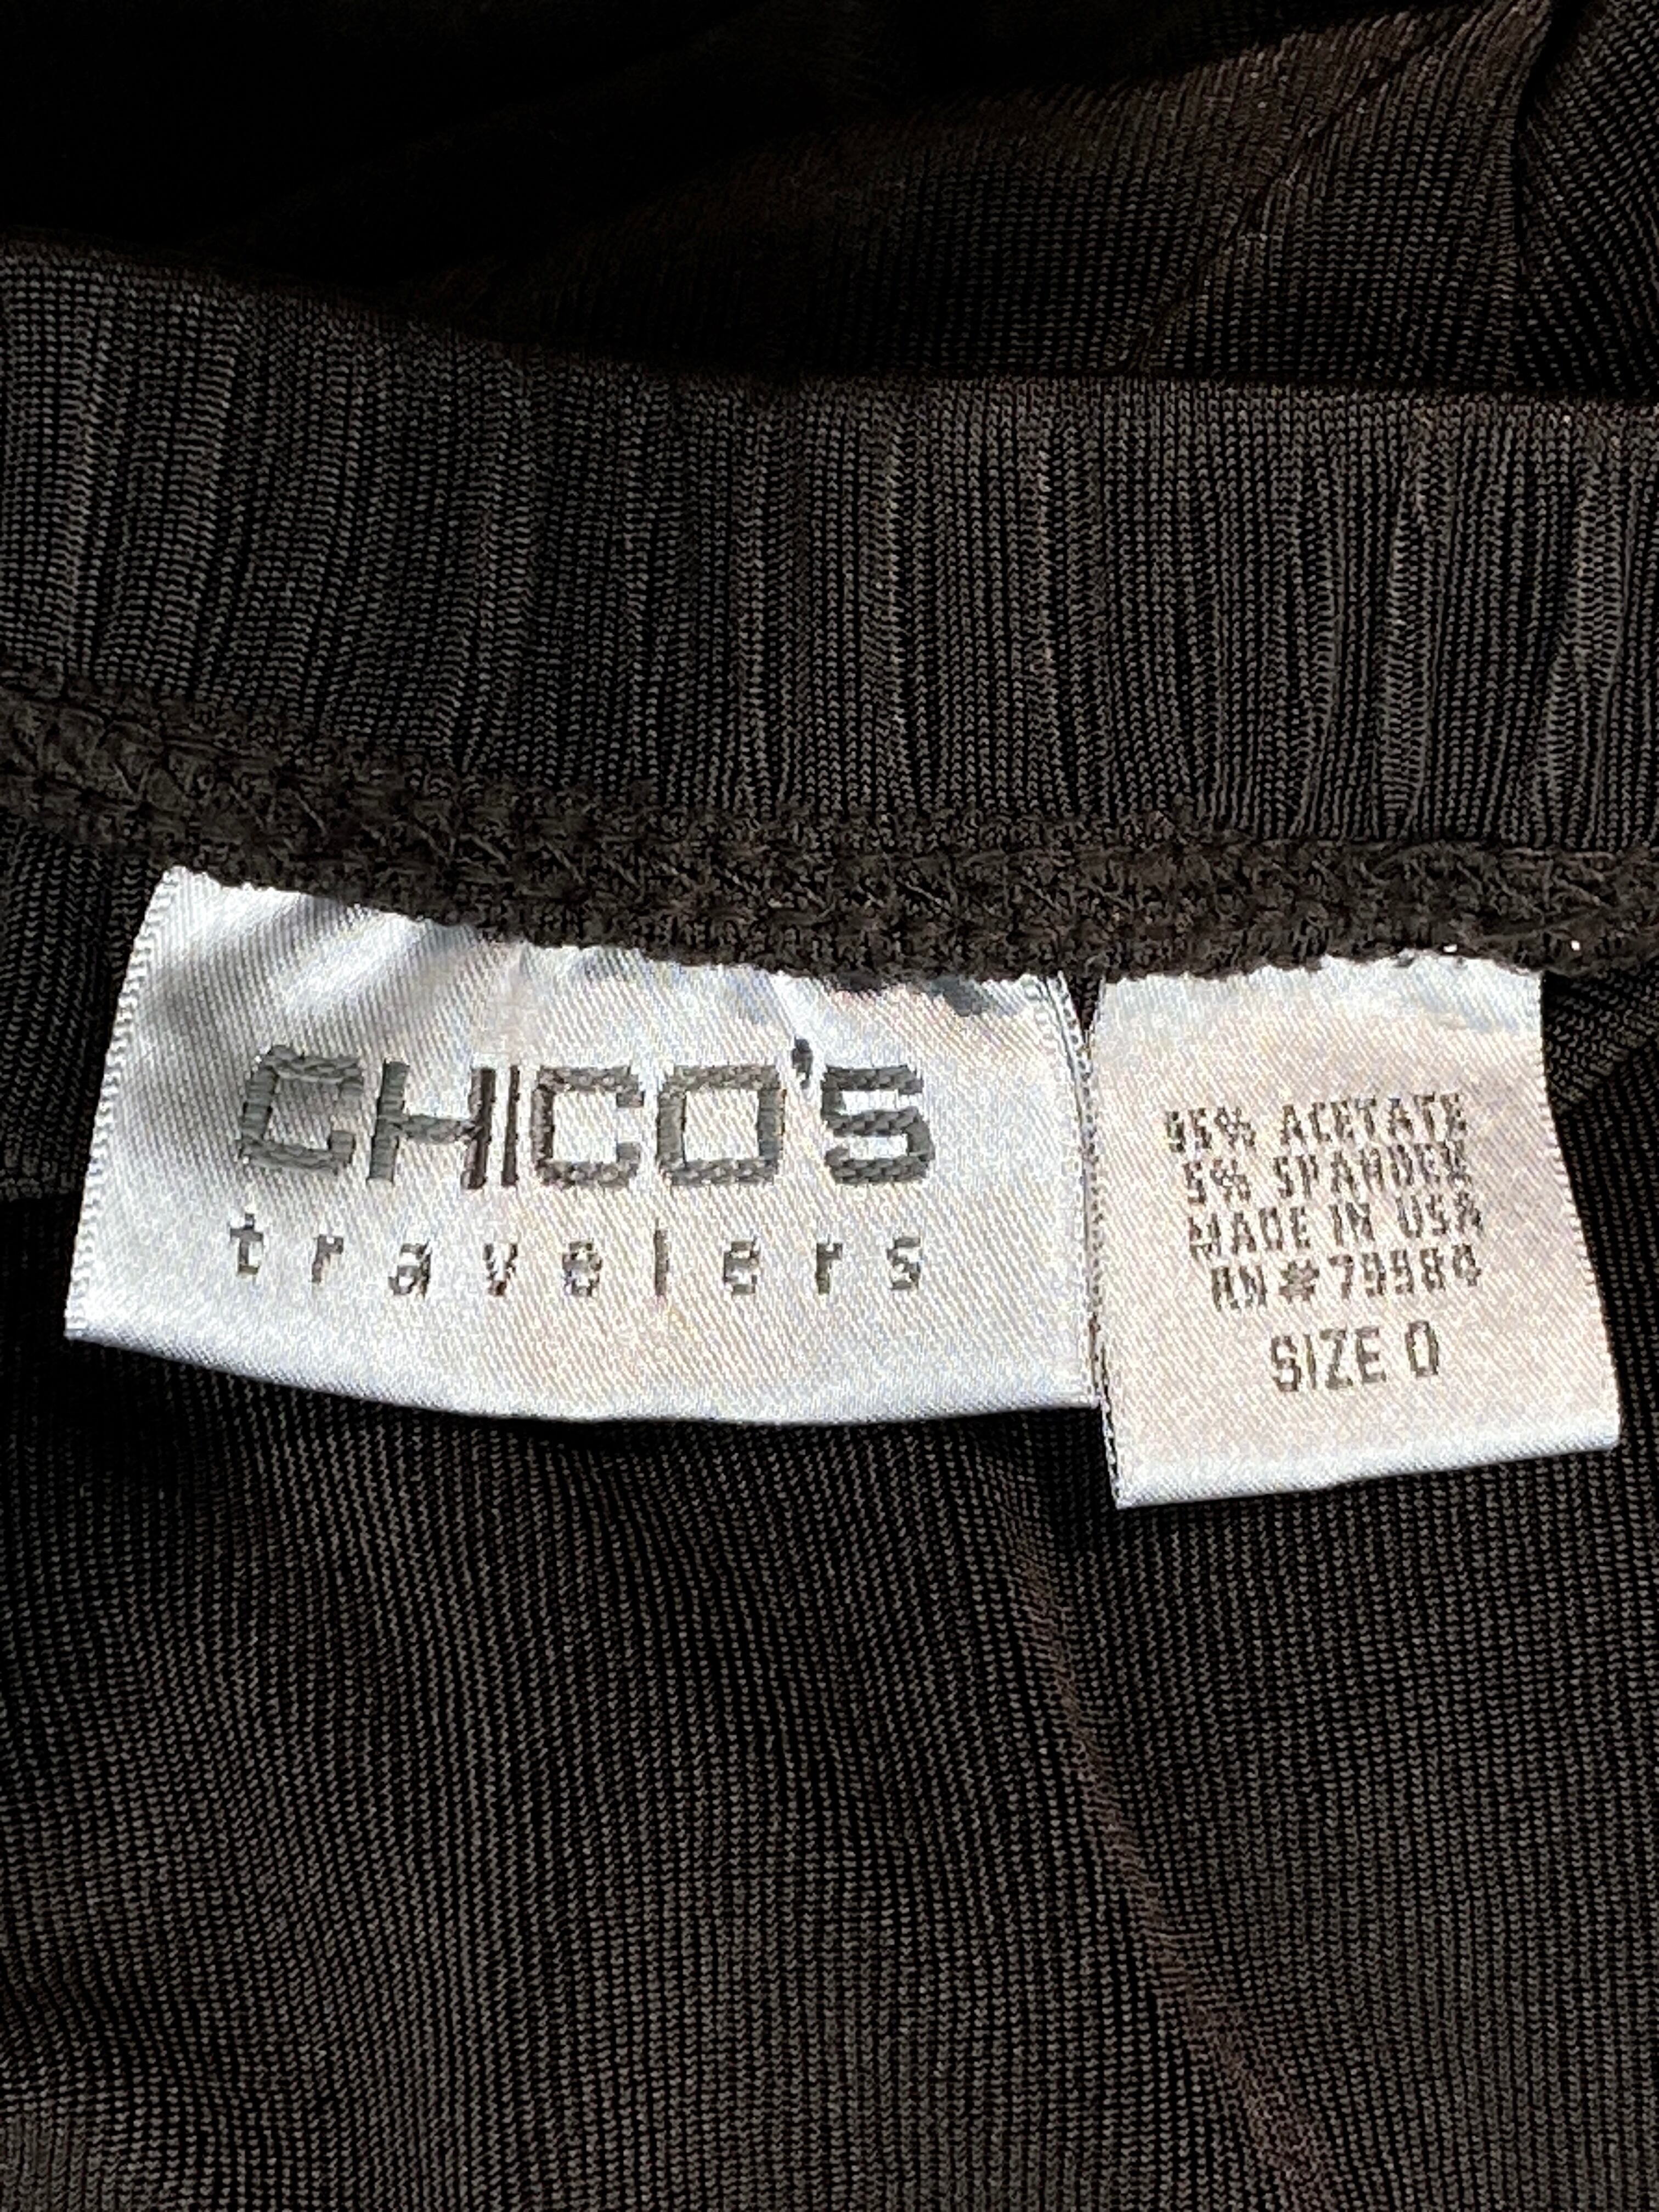 CHICO'S
travelers
95% ACETATE
5% SPANDEX
MADE IN USA
RN#79984
SIZE 0